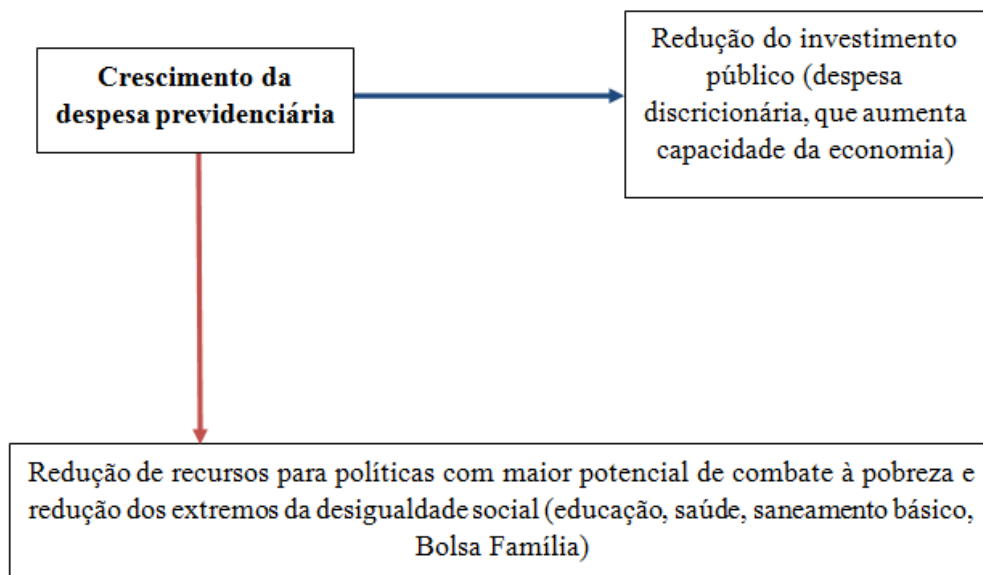 Crescimento da
despesa previdenciária
Redução do investimento
público (despesa
discricionária, que aumenta
capacidade da economia)
Redução de recursos para políticas com maior potencial de combate à pobreza e
redução dos extremos da desigualdade social (educação, saúde, saneamento básico,
Bolsa Família)